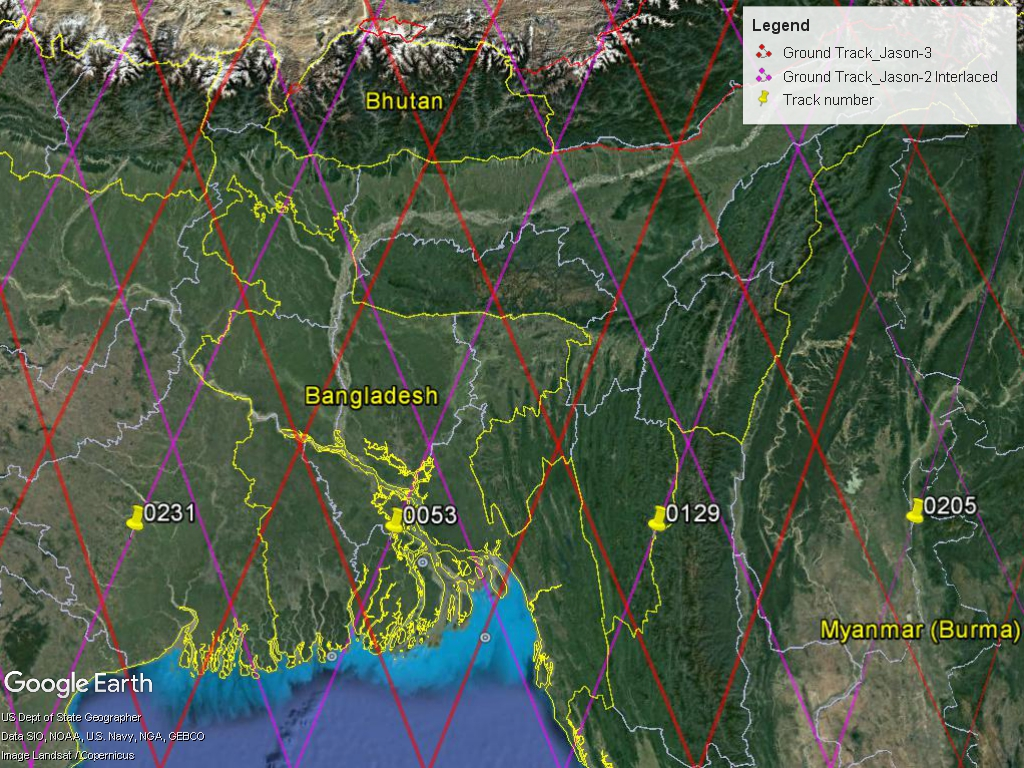 Legend
Ground Track_Jason-3
Ground Track_Jason-2 Interlaced
Track number
Bhutan
Bangladesh
0231
0053
0129
0205
Myanmar (Burma)
Google Earth
US Dept of State Geographer
Data SIO, NOAA, U.S. Navy, NGA, GEBCO
Image Landsat / Copernicus